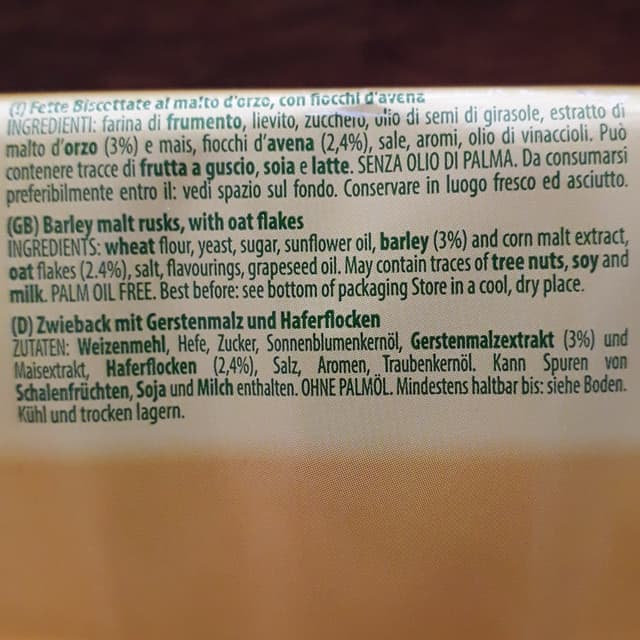 (I) Fette Biscottate al malto d'orzo, con fiocchi d'avena
INGREDIENTI: farina di frumento, lievito, zucchero, olio di semi di girasole, estratto di
malto d'orzo (3%) e mais, fiocchi d'avena (2,4%), sale, aromi, olio di vinaccioli. Può
contenere tracce di frutta a guscio, soia e latte. SENZA OLIO DI PALMA. Da consumarsi
preferibilmente entro il: vedi spazio sul fondo. Conservare in luogo fresco ed asciutto.
(GB) Barley malt rusks, with oat flakes
INGREDIENTS: wheat flour, yeast, sugar, sunflower oil, barley (3%) and corn malt extract,
oat flakes (2.4%), salt, flavourings, grapeseed oil. May contain traces of tree nuts, soy and
milk. PALM OIL FREE. Best before: see bottom of packaging Store in a cool, dry place.
(D) Zwieback mit Gerstenmalz und Haferflocken
ZUTATEN: Weizenmehl, Hefe, Zucker, Sonnenblumenkernöl, Gerstenmalzextrakt (3%) und
Maisextrakt, Haferflocken (2,4%), Salz, Aromen, Traubenkernöl. Kann Spuren von
Schalenfrüchten, Soja und Milch enthalten. OHNE PALMÖL. Mindestens haltbar bis: siehe Boden.
Kühl und trocken lagern.